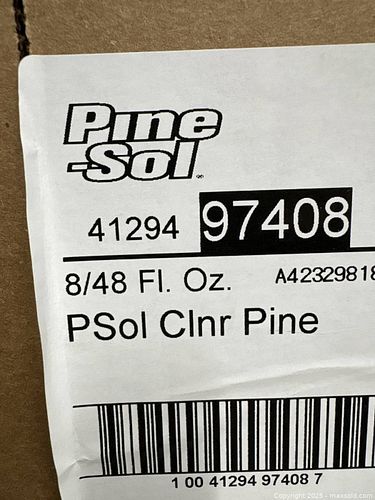 Pine
-Sol
41294 97408
8/48 Fl. Oz. A4232981
PSol Clnr Pine
1 00 41294 97408 7
Copyright 2025 - maxsold.com